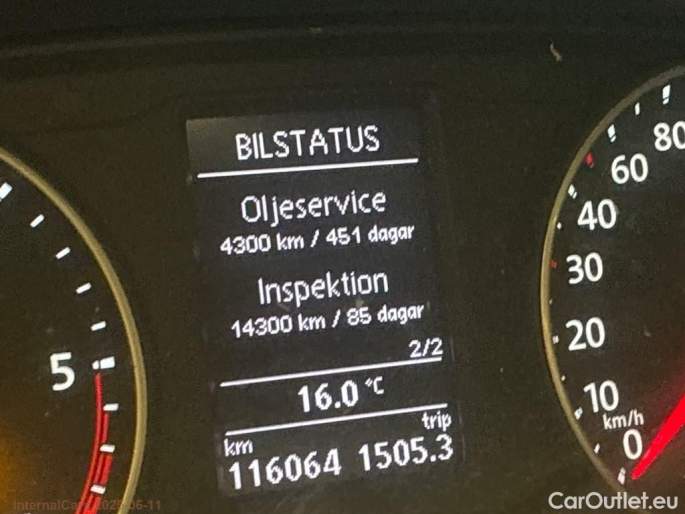 BILSTATUS
Oljeservice
4300 km / 451 dagar
Inspektion
14300 km / 85 dagar
2/2
16.0 °C
km trip
116064 1505.3
5
80
60
40
30
20
10
km/h
0
CarOutlet.eu